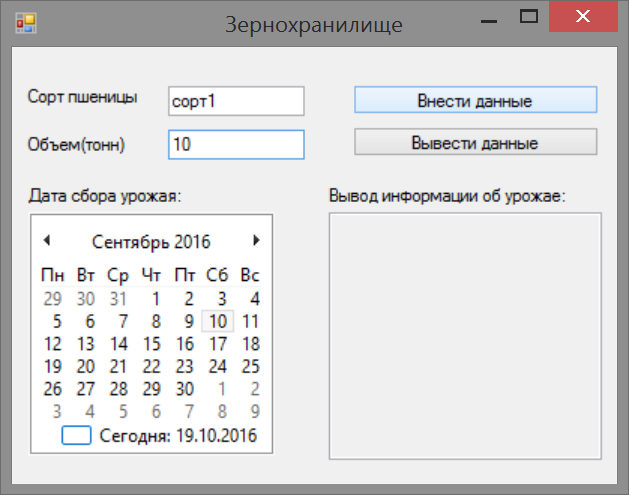 Зернохранилище
Сорт пшеницы
сорт1
Внести данные
Объем(тонн)
10
Вывести данные
Дата сбора урожая:
Вывод информации об урожае:
Сентябрь 2016
Пн Вт Ср Чт Пт Сб Вс
29 30 31 1 2 3 4
5 6 7 8 9 10 11
12 13 14 15 16 17 18
19 20 21 22 23 24 25
26 27 28 29 30 1 2
3 4 5 6 7 8 9
Сегодня: 19.10.2016